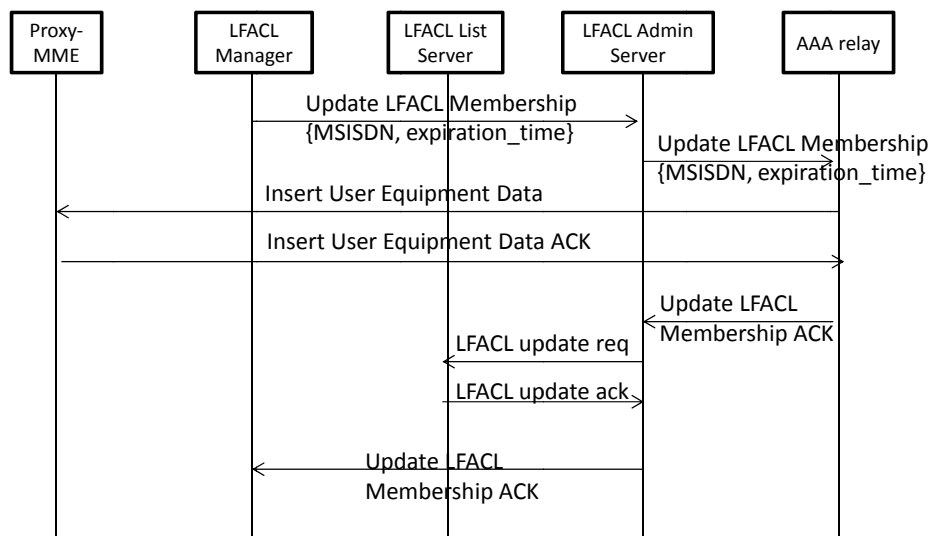 Proxy-
MME
LFACL
Manager
LFACL List
Server
LFACL Admin
Server
AAA relay
Update LFACL Membership
{MSISDN, expiration_time}
Update LFACL Membership
{MSISDN, expiration_time}
Insert User Equipment Data
Insert User Equipment Data ACK
Update LFACL
Membership ACK
LFACL update req
LFACL update ack
Update LFACL
Membership ACK